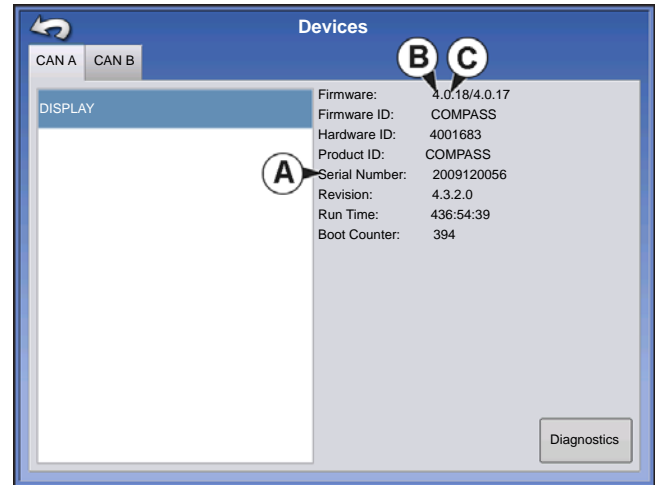 Devices
CAN A CAN B
B C
DISPLAY
Firmware: 4.0.18/4.0.17
Firmware ID: COMPASS
Hardware ID: 4001683
Product ID: COMPASS
A
Serial Number: 2009120056
Revision: 4.3.2.0
Run Time: 436:54:39
Boot Counter: 394
Diagnostics